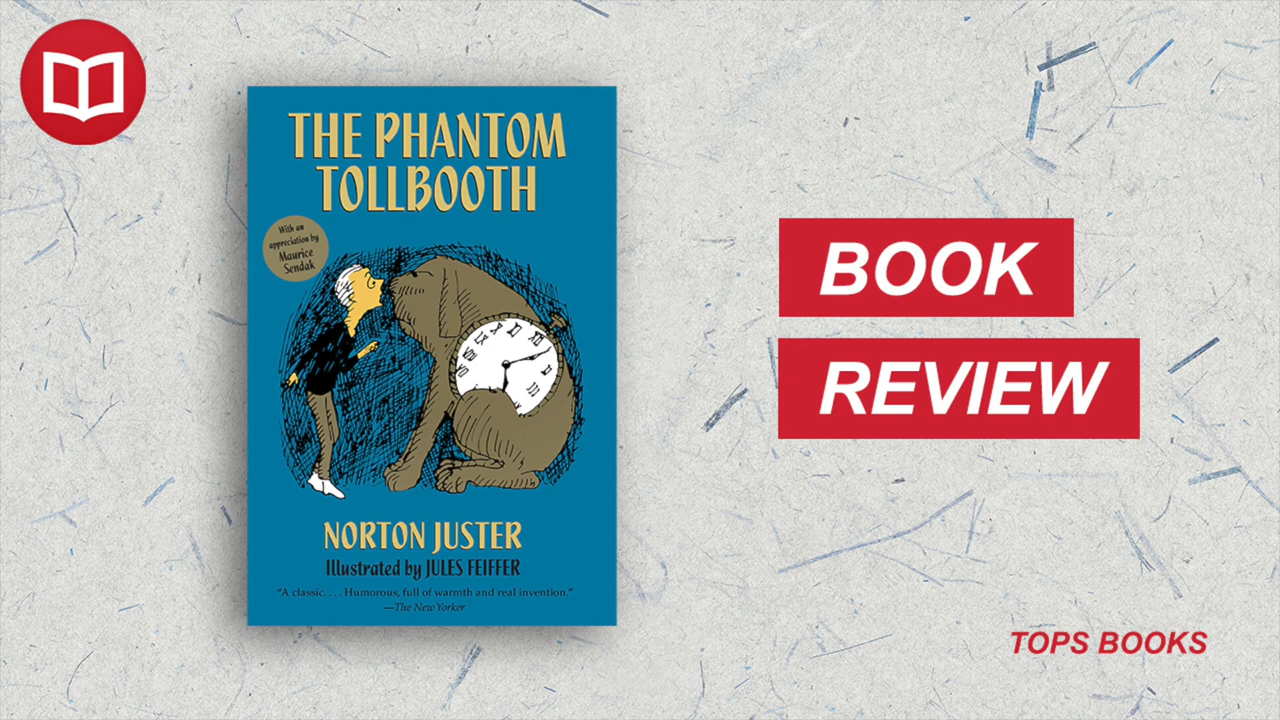 THE PHANTOM
TOLLBOOTH
With an
appreciation by
Maurice
Sendak
NORTON JUSTER
Illustrated by JULES FEIFFER
“A classic. . . . Humorous, full of warmth and real invention.”
—The New Yorker
BOOK
REVIEW
TOPS BOOKS